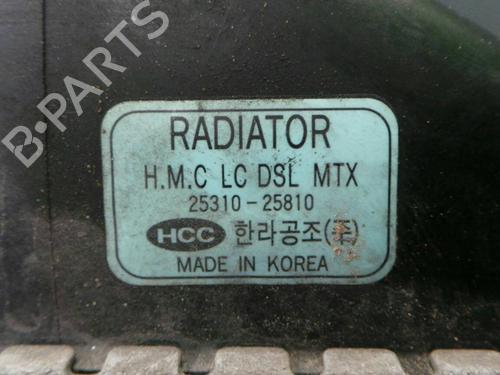 RADIATOR
H.M.C LC DSL MTX
25310-25810
HCC 한라공조(주)
MADE IN KOREA
B-PARTS